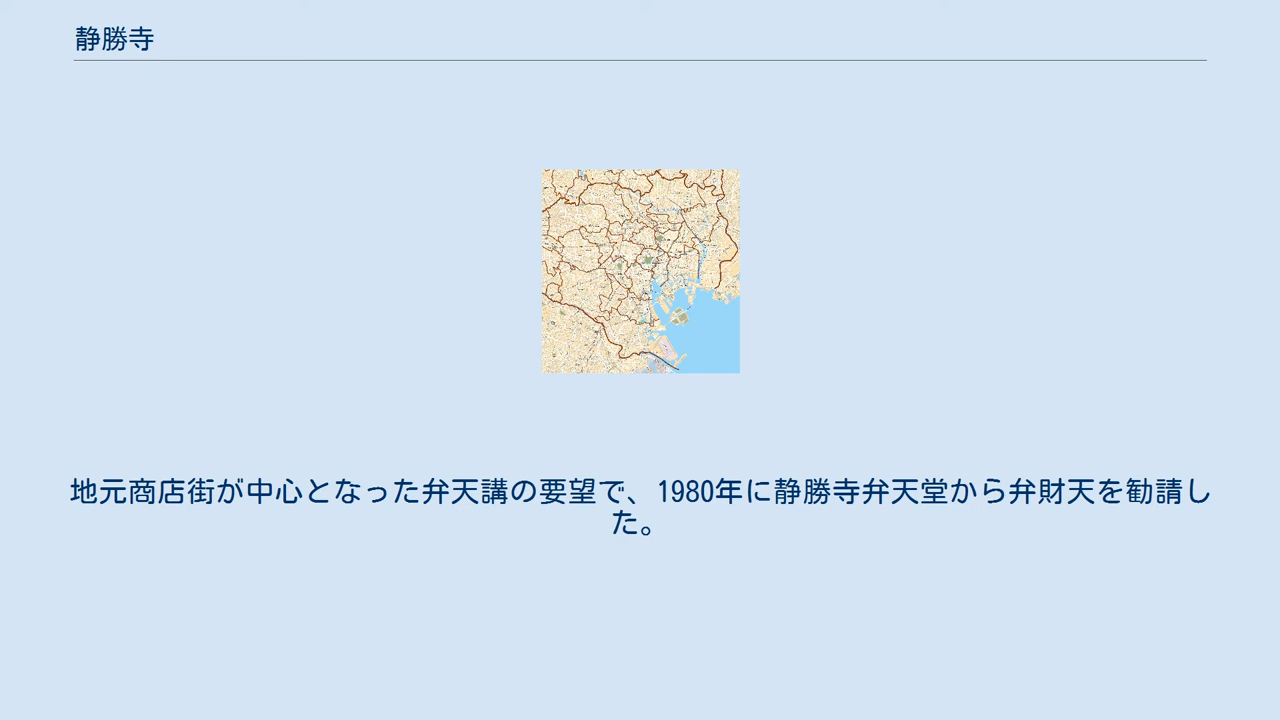 静勝寺
地元商店街が中心となった弁天講の要望で、1980年に静勝寺弁天堂から弁財天を勧請し
た。